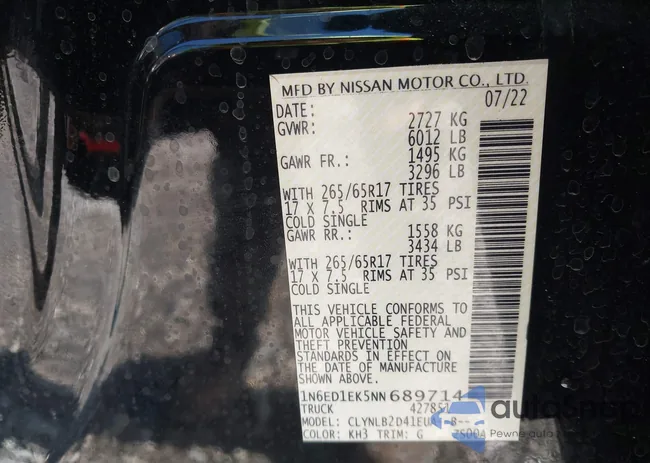 MFD BY NISSAN MOTOR CO., LTD.
DATE: 07/22
GVWR: 2727 KG
6012 LB
GAWR FR.: 1495 KG
3296 LB
WITH 265/65R17 TIRES
17 X 7.5 RIMS AT 35 PSI
COLD SINGLE
GAWR RR.: 1558 KG
3434 LB
WITH 265/65R17 TIRES
17 X 7.5 RIMS AT 35 PSI
COLD SINGLE
THIS VEHICLE CONFORMS TO
ALL APPLICABLE FEDERAL
MOTOR VEHICLE SAFETY AND
THEFT PREVENTION
STANDARDS IN EFFECT ON
THE DATE OF MANUFACTURE
SHOWN ABOVE.
1N6ED1EK5NN689714
TRUCK
MODEL:
COLOR: KH3 TRIM: G